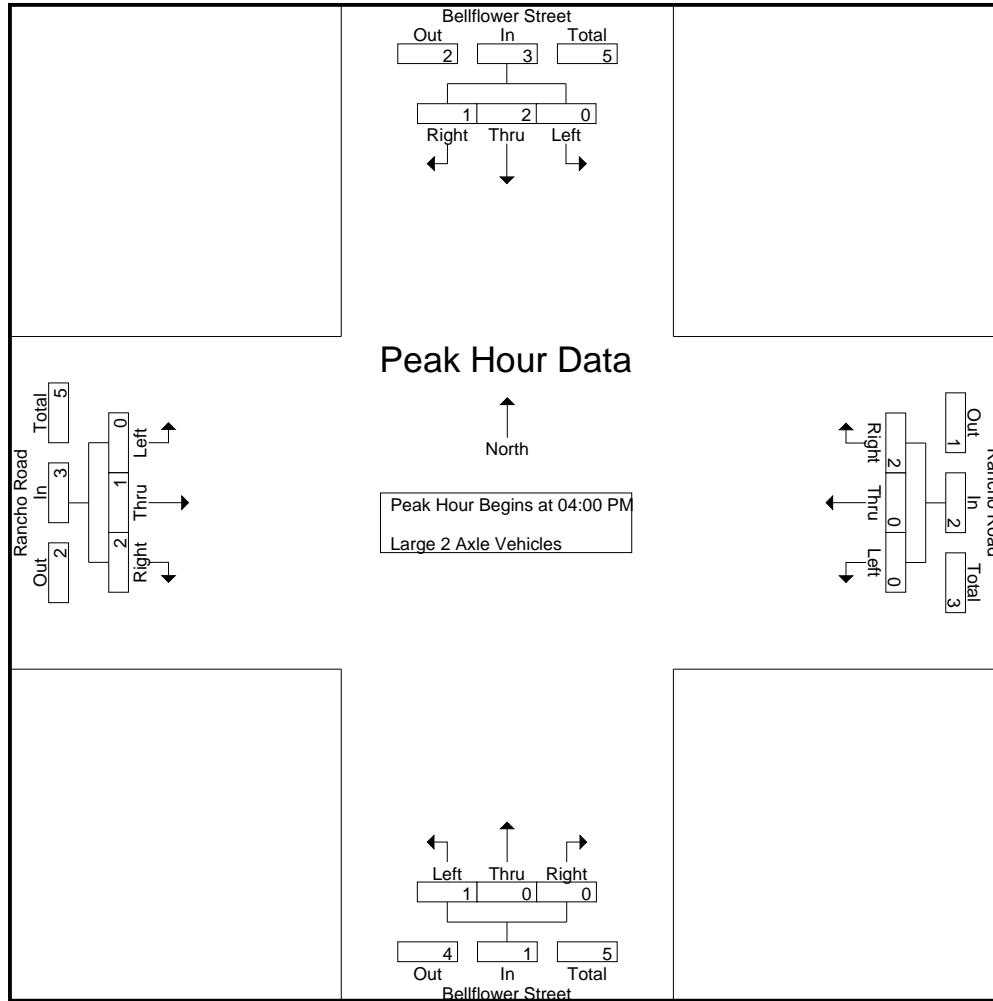 Bellflower Street
Out In Total
2 3 5
1 2 0
Right Thru Left
Peak Hour Data
North
Peak Hour Begins at 04:00 PM
Large 2 Axle Vehicles
Rancho Road
Total In Out
5 3 2
0 1 2
Left Thru Right
Right Thru Left
2 0 0
Out In Total
1 2 3
Rancho Road
Left Thru Right
1 0 0
4 1 5
Out In Total
Bellflower Street